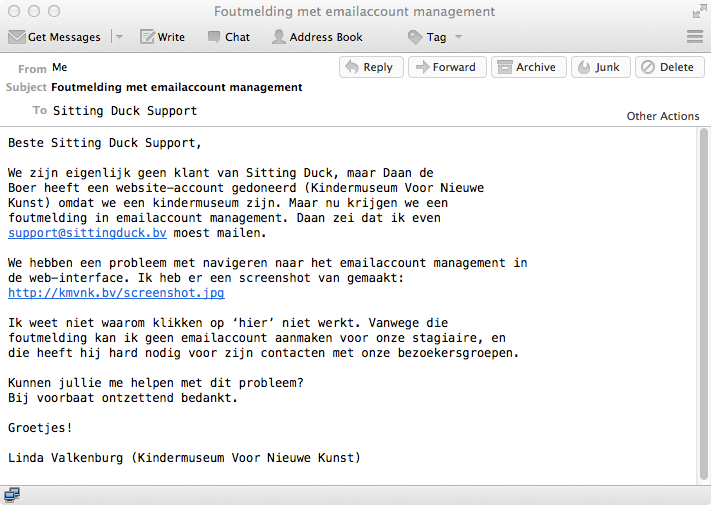 Foutmelding met emailaccount management
Get Messages Write Chat Address Book Tag
From Me Reply Forward Archive Junk Delete
Subject Foutmelding met emailaccount management
To Sitting Duck Support
Other Actions
Beste Sitting Duck Support,
We zijn eigenlijk geen klant van Sitting Duck, maar Daan de
Boer heeft een website-account gedoneerd (Kindermuseum Voor Nieuwe
Kunst) omdat we een kindermuseum zijn. Maar nu krijgen we een
foutmelding in emailaccount management. Daan zei dat ik even
support@sittingduck.bv moest mailen.
We hebben een probleem met navigeren naar het emailaccount management in
de web-interface. Ik heb er een screenshot van gemaakt:
http://kmvnk.bv/screenshot.jpg
Ik weet niet waarom klikken op ‘hier’ niet werkt. Vanwege die
foutmelding kan ik geen emailaccount aanmaken voor onze stagiaire, en
die heeft hij hard nodig voor zijn contacten met onze bezoekersgroepen.
Kunnen jullie me helpen met dit probleem?
Bij voorbaat ontzettend bedankt.
Groetjes!
Linda Valkenburg (Kindermuseum Voor Nieuwe Kunst)